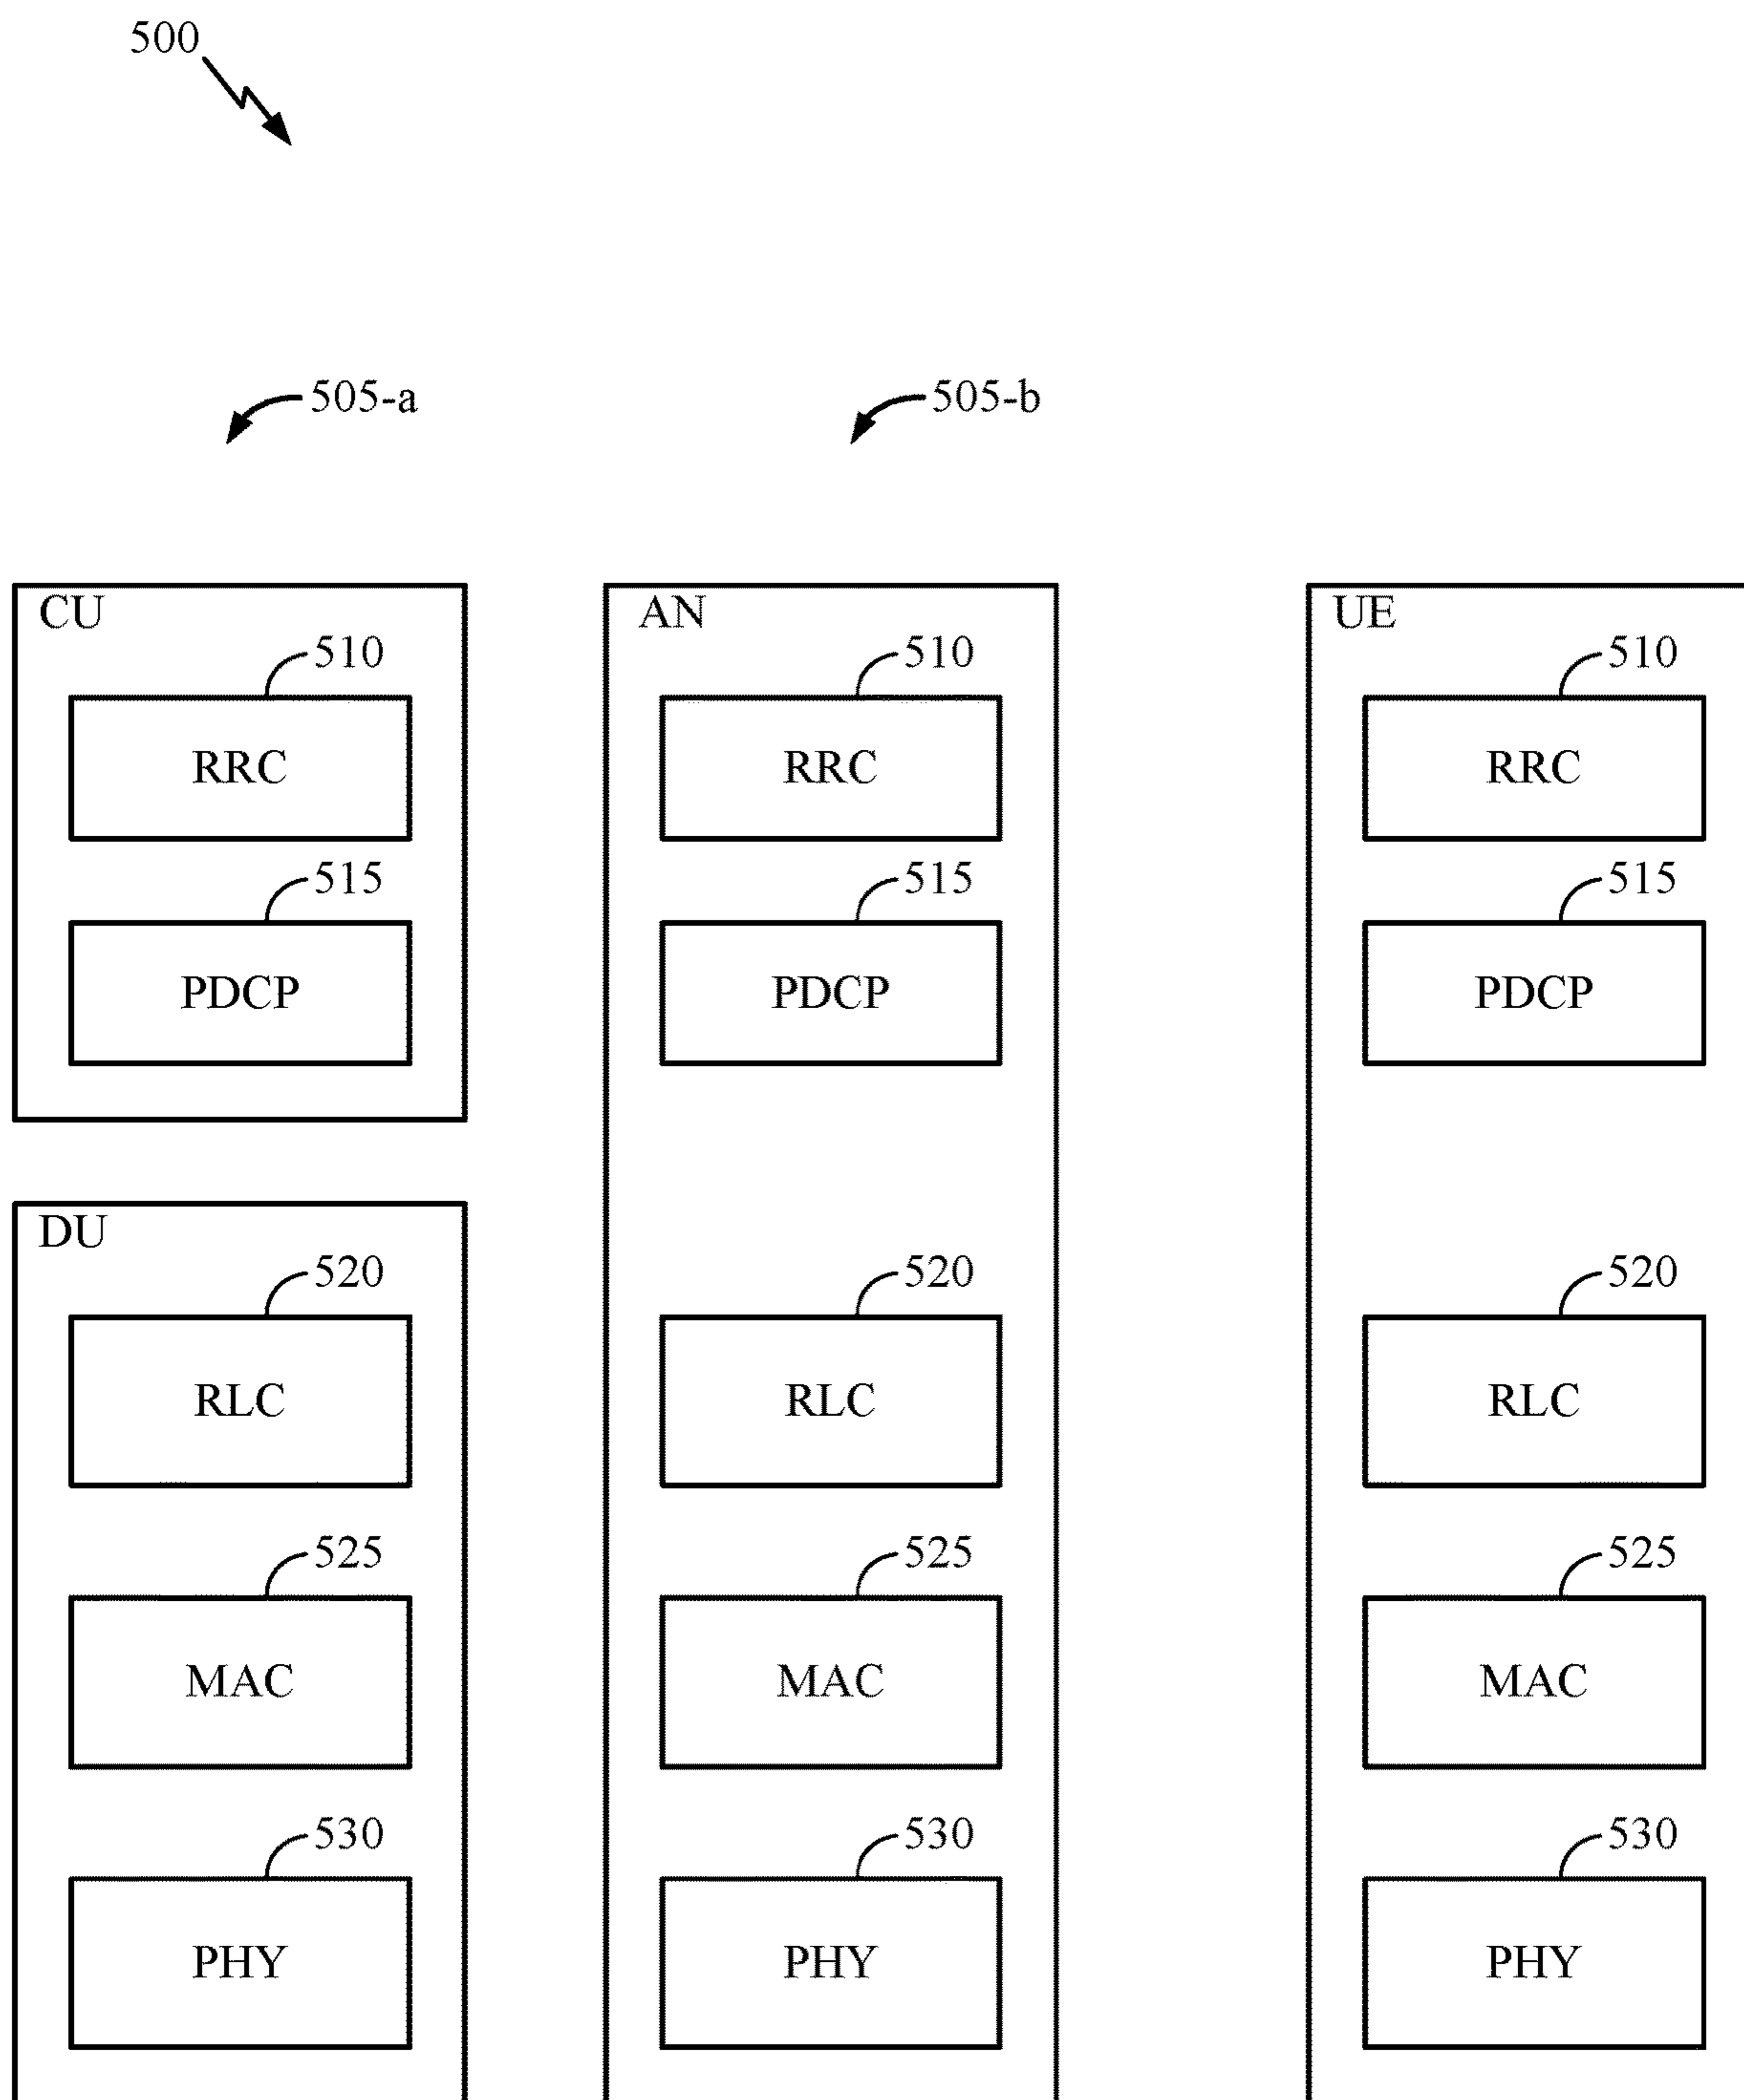 500
505-a 505-b
CU AN UE
510 510 510
RRC RRC RRC
515 515 515
PDCP PDCP PDCP
DU
520 520 520
RLC RLC RLC
525 525 525
MAC MAC MAC
530 530 530
PHY PHY PHY